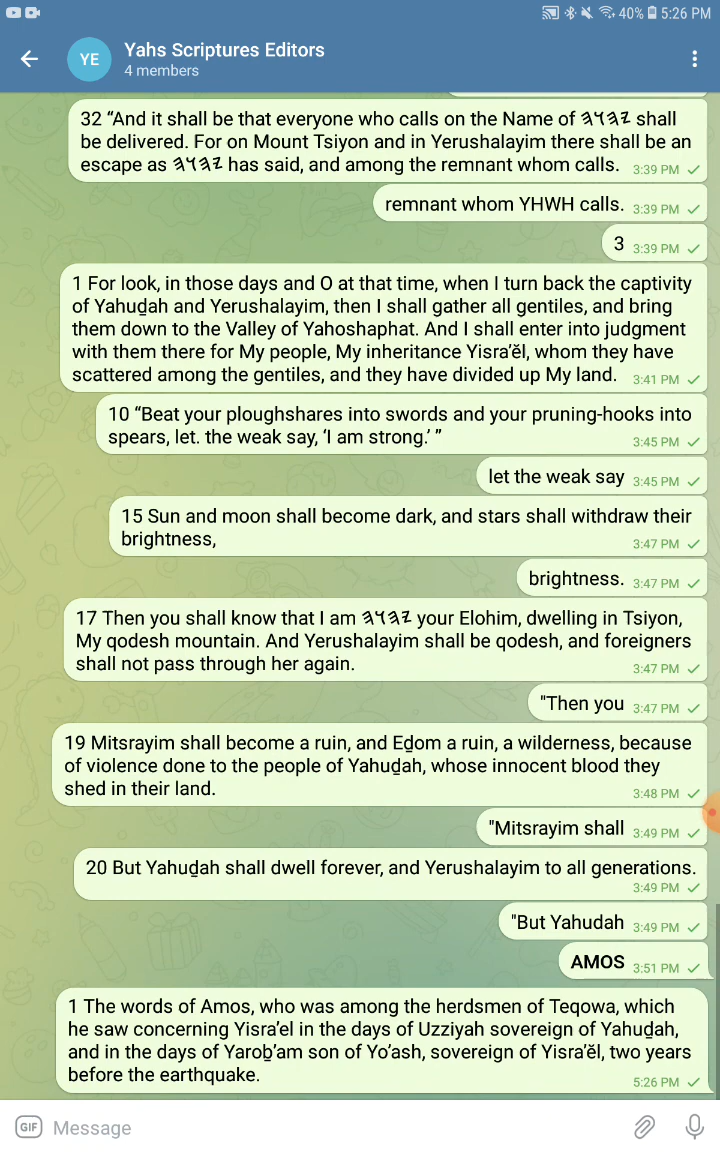 40% 5:26 PM
YE
Yahs Scriptures Editors
4 members
32 “And it shall be that everyone who calls on the Name of 𐤉𐤄𐤅𐤄 shall
be delivered. For on Mount Tsiyon and in Yerushalayim there shall be an
escape as 𐤉𐤄𐤅𐤄 has said, and among the remnant whom calls. 3:39 PM
remnant whom YHWH calls. 3:39 PM
3 3:39 PM
1 For look, in those days and O at that time, when I turn back the captivity
of Yahuḏah and Yerushalayim, then I shall gather all gentiles, and bring
them down to the Valley of Yahoshaphat. And I shall enter into judgment
with them there for My people, My inheritance Yisra’ĕl, whom they have
scattered among the gentiles, and they have divided up My land. 3:41 PM
10 “Beat your ploughshares into swords and your pruning-hooks into
spears, let. the weak say, ‘I am strong.’ ” 3:45 PM
let the weak say 3:45 PM
15 Sun and moon shall become dark, and stars shall withdraw their
brightness, 3:47 PM
brightness. 3:47 PM
17 Then you shall know that I am 𐤉𐤄𐤅𐤄 your Elohim, dwelling in Tsiyon,
My qodesh mountain. And Yerushalayim shall be qodesh, and foreigners
shall not pass through her again. 3:47 PM
"Then you 3:47 PM
19 Mitsrayim shall become a ruin, and Eḏom a ruin, a wilderness, because
of violence done to the people of Yahuḏah, whose innocent blood they
shed in their land. 3:48 PM
"Mitsrayim shall 3:49 PM
20 But Yahuḏah shall dwell forever, and Yerushalayim to all generations.
3:49 PM
"But Yahudah 3:49 PM
AMOS 3:51 PM
1 The words of Amos, who was among the herdsmen of Teqowa, which
he saw concerning Yisra’el in the days of Uzziyah sovereign of Yahuḏah,
and in the days of Yaroḇ’am son of Yo’ash, sovereign of Yisra’ĕl, two years
before the earthquake. 5:26 PM
GIF Message